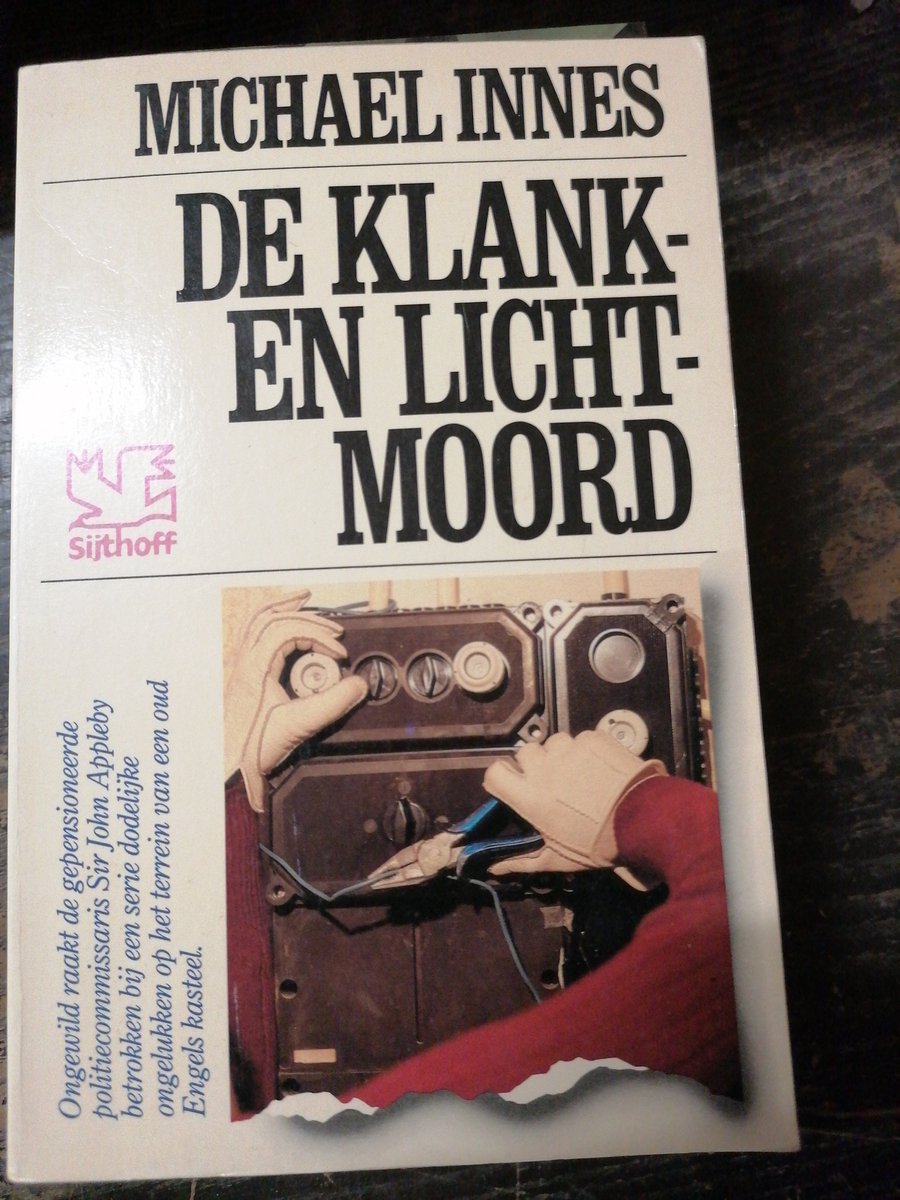 MICHAEL INNES
DE KLANK-
EN LICHT-
MOORD
Sijthoff
Ongewild raakt de gepensioneerde
politiecommissaris Sir John Appleby
betrokken bij een serie dodelijke
ongelukken op het terrein van een oud
Engels kasteel.